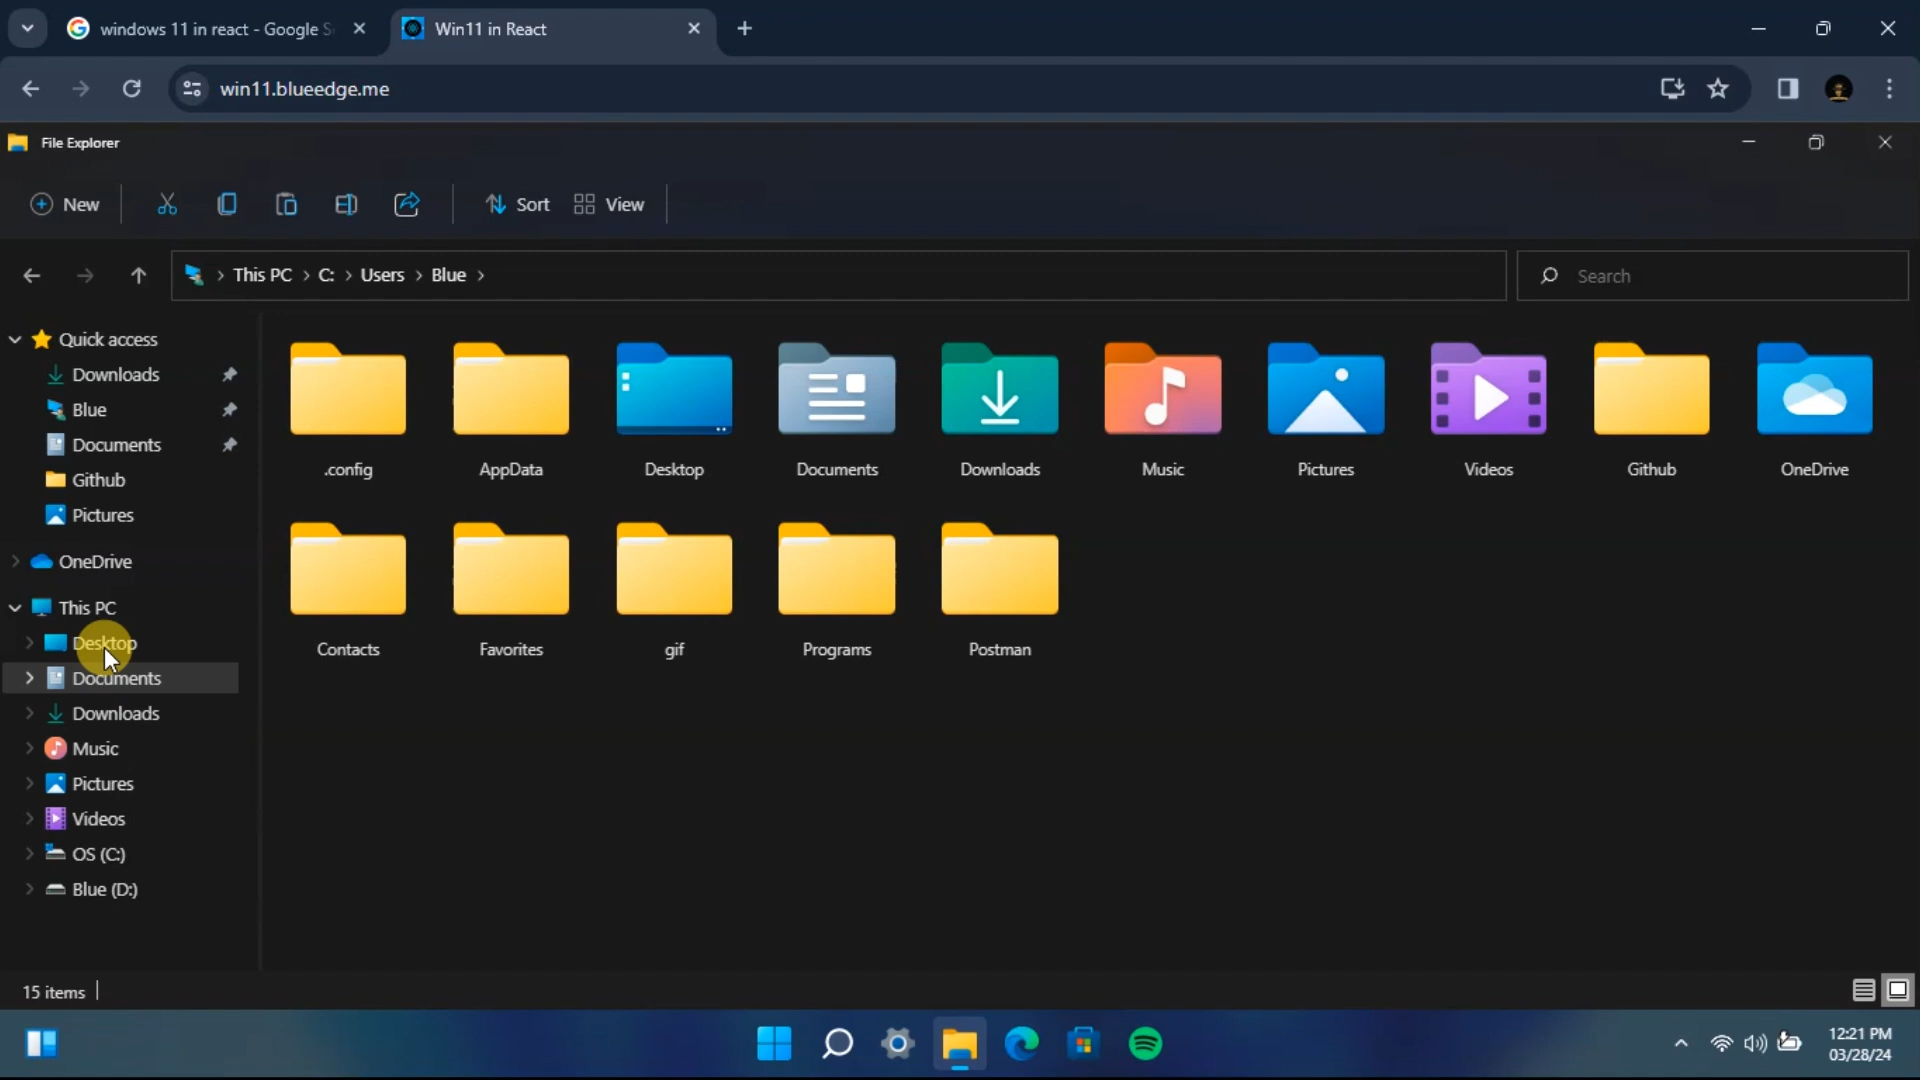 windows 11 in react - Google S
Win11 in React
win11.blueedge.me
File Explorer
New
Sort
View
This PC > C: > Users > Blue >
Search
Quick access
Downloads
Blue
Documents
Github
Pictures
OneDrive
This PC
Desktop
Documents
Downloads
Music
Pictures
Videos
OS (C:)
Blue (D:)
.config AppData Desktop Documents Downloads Music Pictures Videos Github OneDrive
Contacts Favorites gif Programs Postman
15 items
12:21 PM
03/28/24